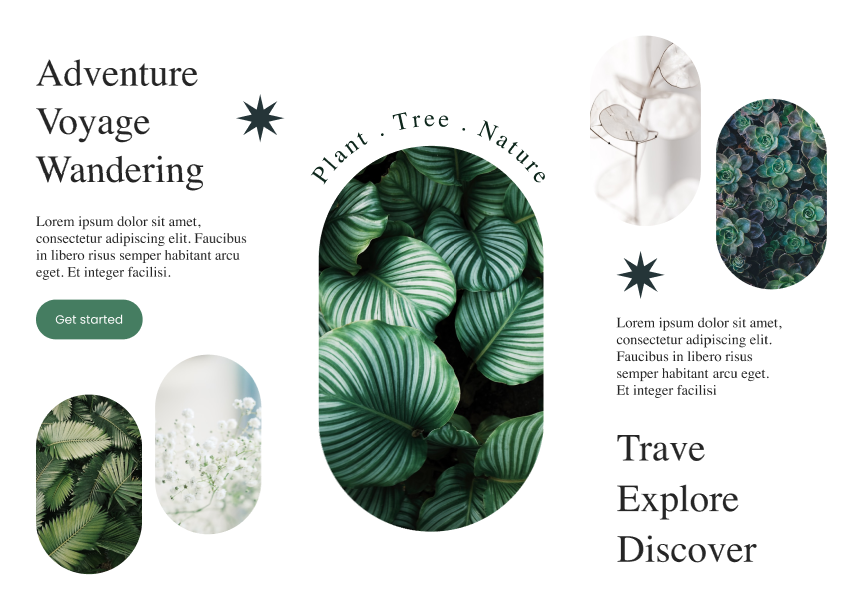 Adventure
Voyage
Wandering
Lorem ipsum dolor sit amet,
consectetur adipiscing elit. Faucibus
in libero risus semper habitant arcu
eget. Et integer facilisi.
Get started
Plant . Tree . Nature
Lorem ipsum dolor sit amet,
consectetur adipiscing elit.
Faucibus in libero risus
semper habitant arcu eget.
Et integer facilisi
Trave
Explore
Discover